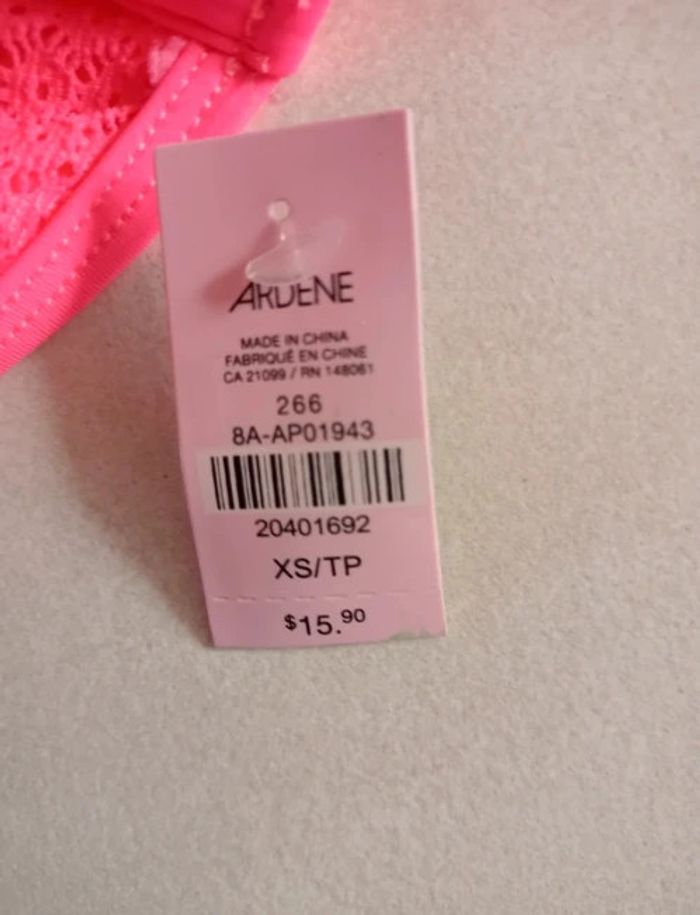 ARDENE
MADE IN CHINA
FABRIQUÉ EN CHINE
CA 21099 / RN 148061
266
8A-AP01943
20401692
XS/TP
$15.90